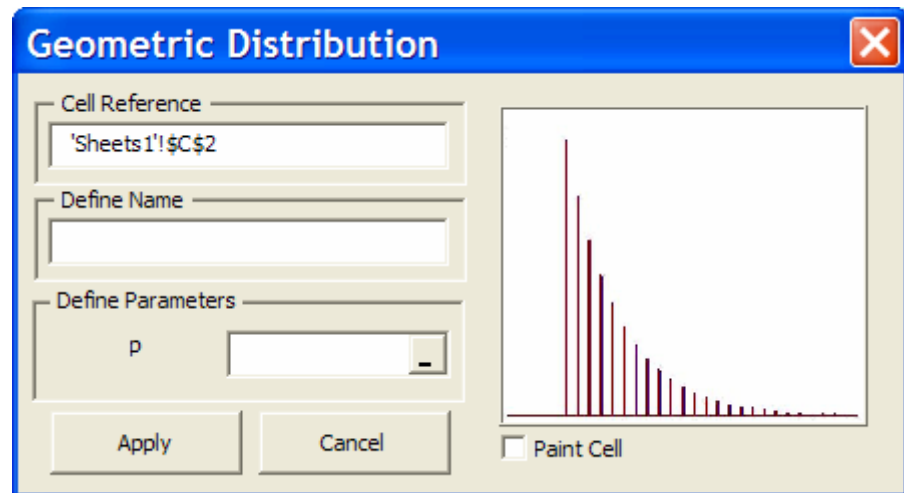 Geometric Distribution
Cell Reference
'Sheets1'!$C$2
Define Name
Define Parameters
p
Apply
Cancel
Paint Cell